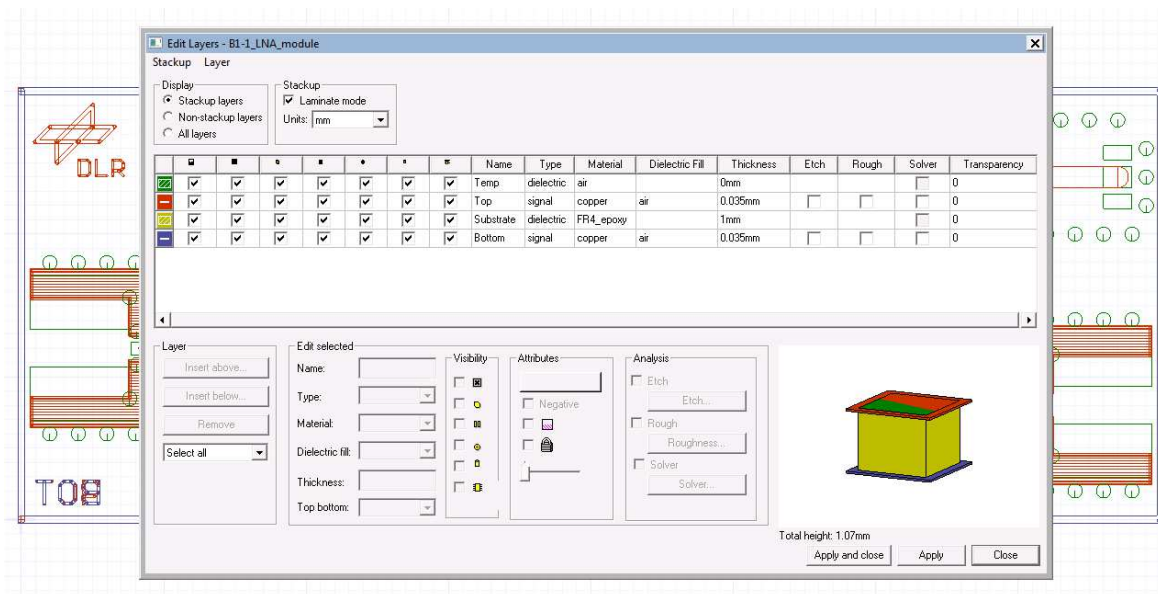 Edit Layers - B1-1_LNA_module
Stackup Layer
Display
Stackup layers
Non-stackup layers
All layers
Stackup
Laminate mode
Units: mm
DLR
Name Type Material Dielectric Fill Thickness Etch Rough Solver Transparency
Temp dielectric air 0mm 0
Top signal copper air 0.035mm 0
Substrate dielectric FR4_epoxy 1mm 0
Bottom signal copper air 0.035mm 0
Layer
Insert above...
Insert below...
Remove
Select all
Edit selected
Name:
Type:
Material:
Dielectric fill:
Thickness:
Top bottom:
Visibility
Attributes
Negative
Analysis
Etch
Etch...
Rough
Roughness...
Solver
Solver...
Total height: 1.07mm
Apply and close Apply Close